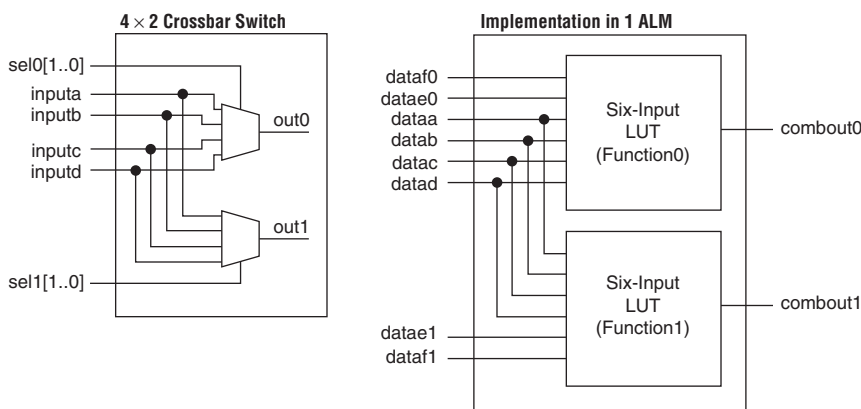 4 × 2 Crossbar Switch
sel0[1..0]
inputa
inputb
inputc
inputd
out0
out1
sel1[1..0]
Implementation in 1 ALM
dataf0
datae0
dataa
datab
datac
datad
Six-Input
LUT
(Function0)
combout0
Six-Input
LUT
(Function1)
combout1
datae1
dataf1